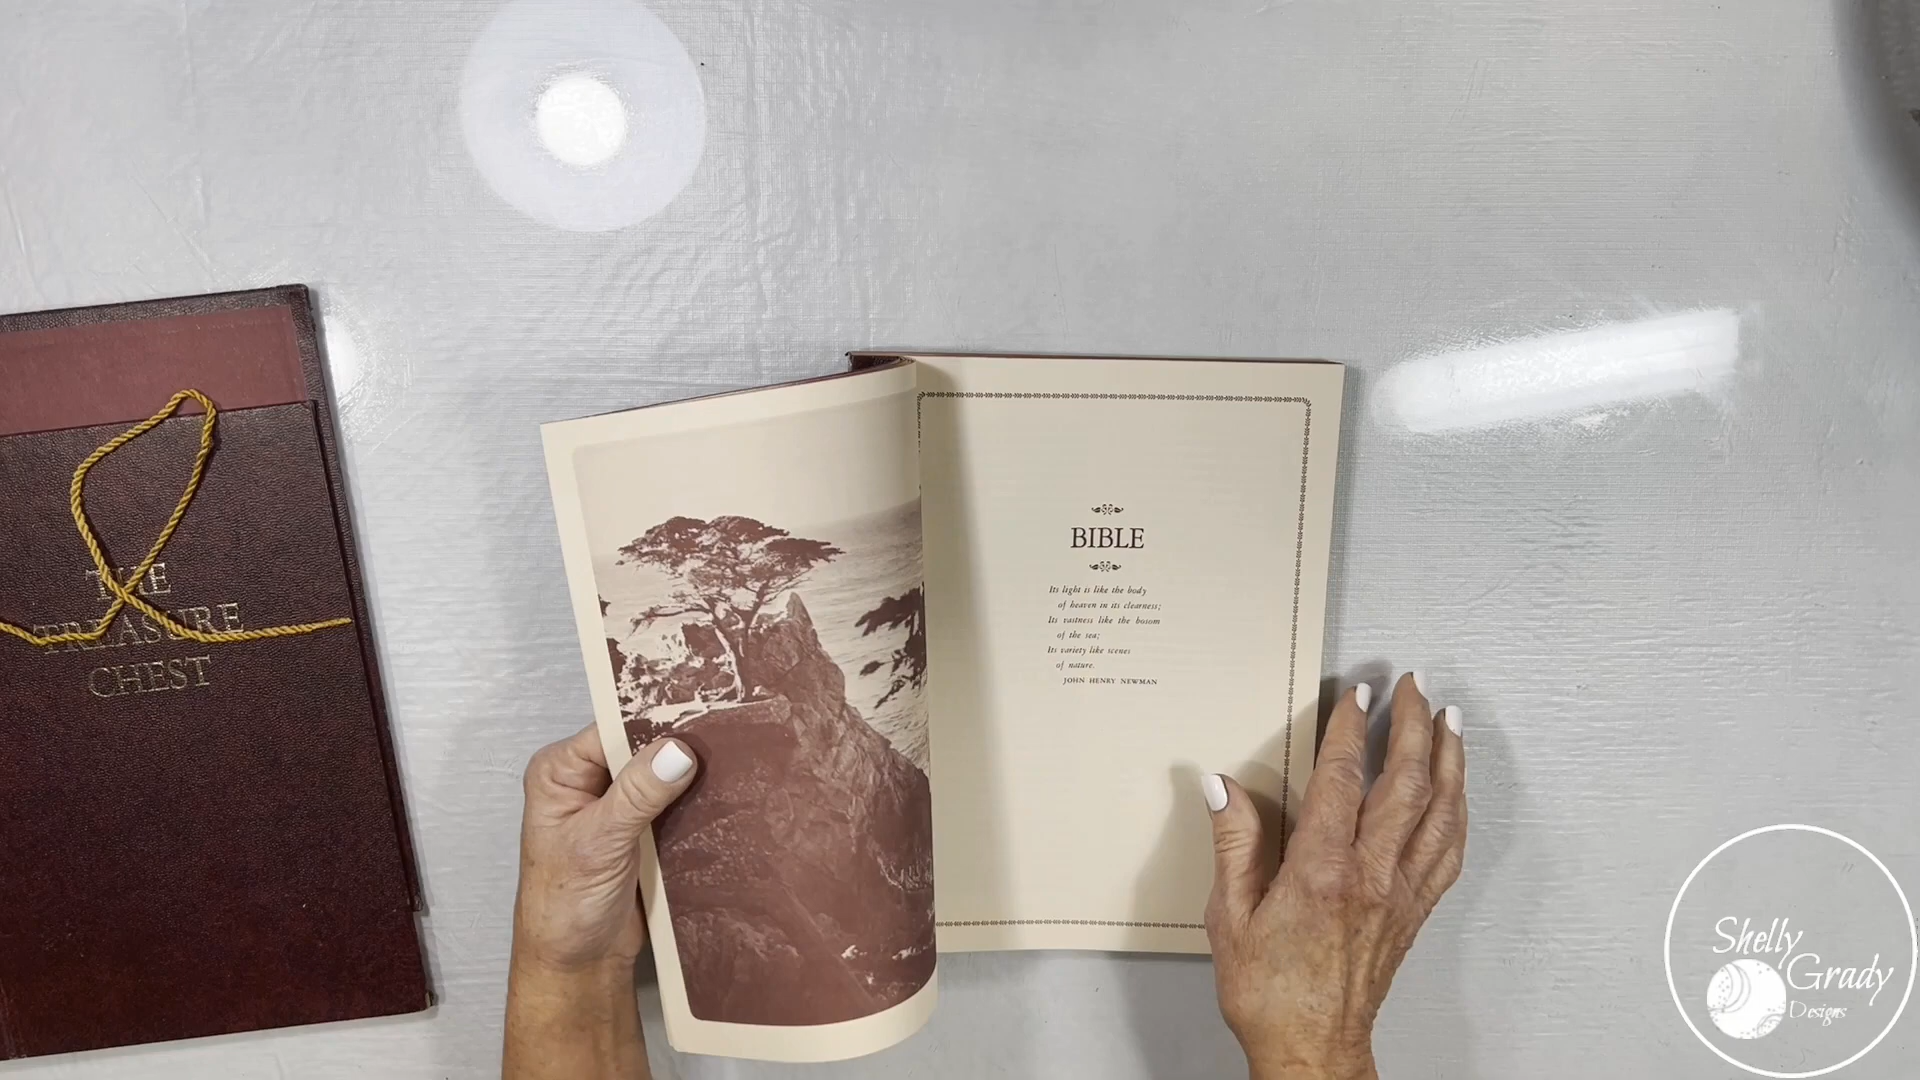 THE
TREASURE
CHEST
BIBLE
Its light is like the body
of heaven in its clearness;
Its vastness like the bosom
of the sea;
Its variety like scenes
of nature.
JOHN HENRY NEWMAN
Shelly
Grady
Designs